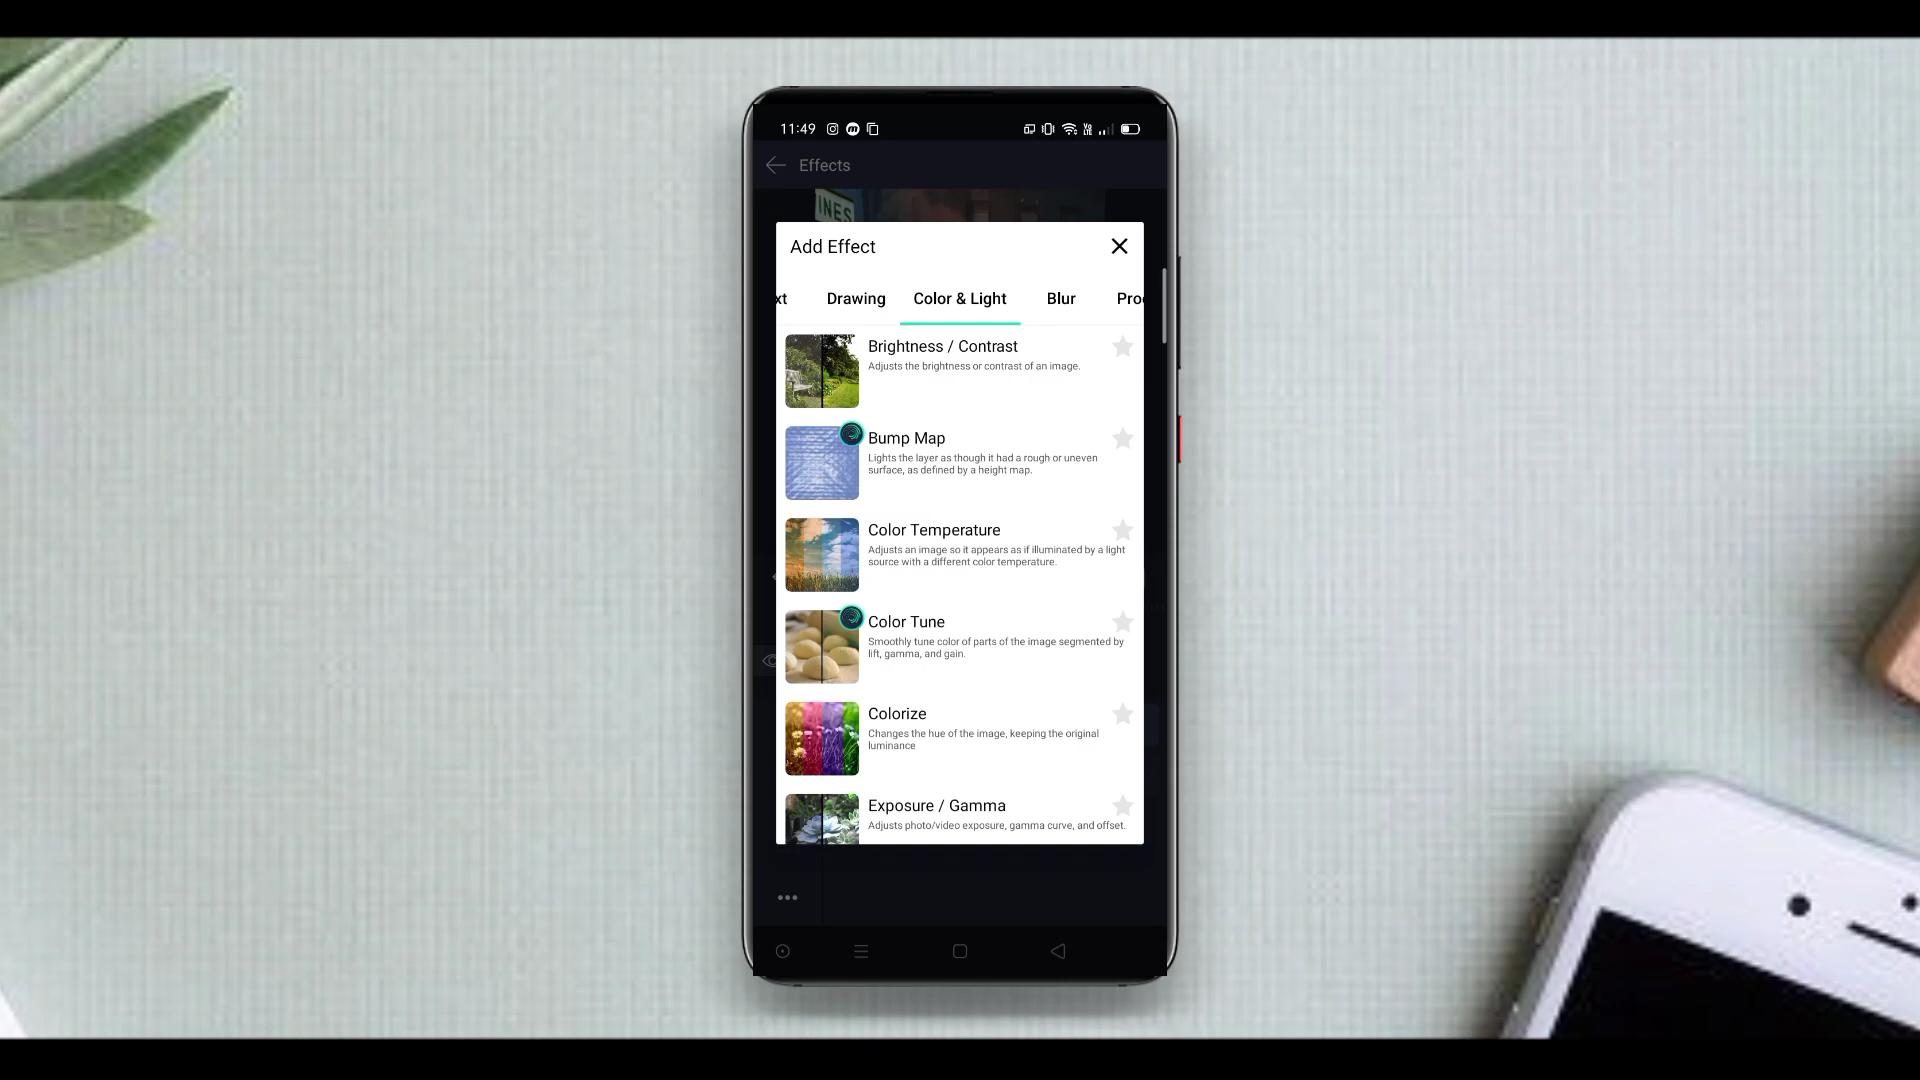 11:49
Effects
INES
Add Effect
xt Drawing Color & Light Blur Pro
Brightness / Contrast
Adjusts the brightness or contrast of an image.
Bump Map
Lights the layer as though it had a rough or uneven
surface, as defined by a height map.
Color Temperature
Adjusts an image so it appears as if illuminated by a light
source with a different color temperature.
Color Tune
Smoothly tune color of parts of the image segmented by
lift, gamma, and gain.
Colorize
Changes the hue of the image, keeping the original
luminance
Exposure / Gamma
Adjusts photo/video exposure, gamma curve, and offset.